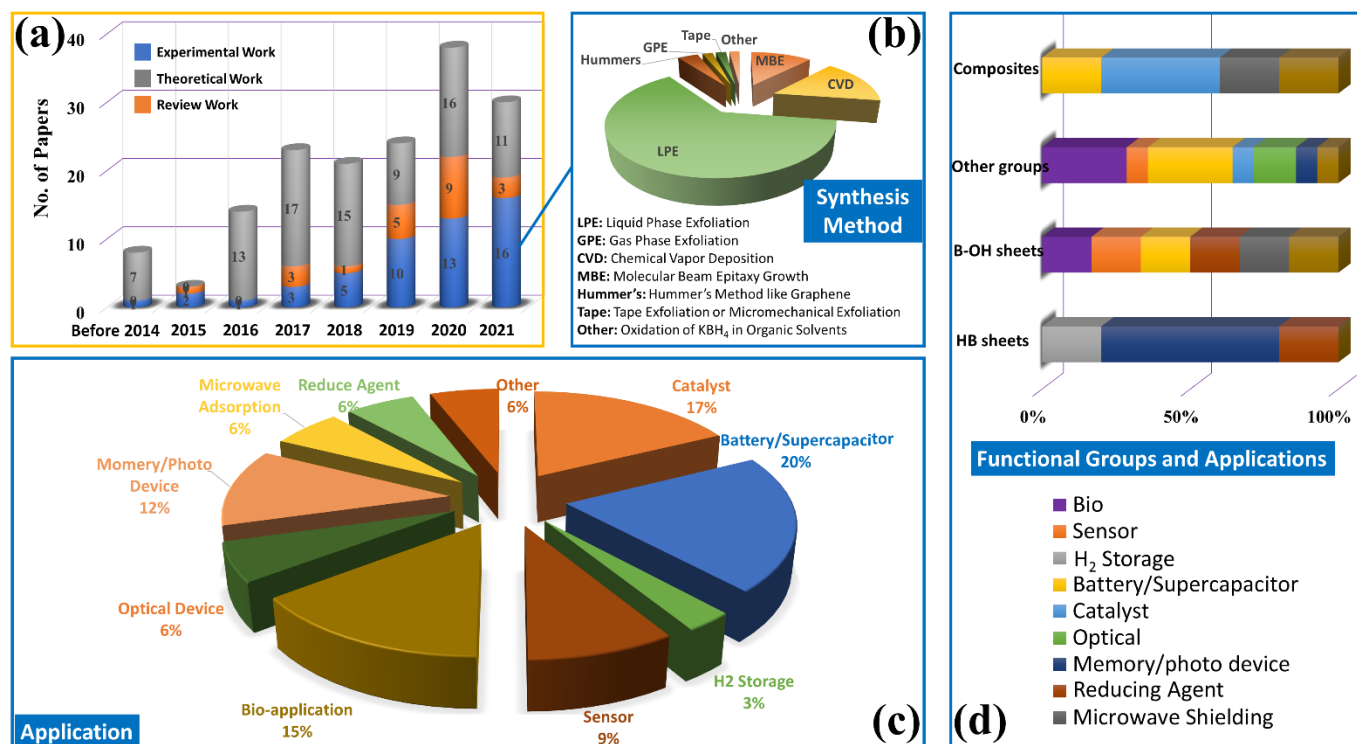 (a)
No. of Papers
40
30
20
10
0
Experimental Work
Theoretical Work
Review Work
7
0
1
0
2
13
0
1
17
3
3
15
1
5
9
5
10
16
9
13
11
3
16
Before 2014 2015 2016 2017 2018 2019 2020 2021
(b)
Tape
GPE
Other
Hummers
MBE
CVD
LPE
Synthesis
Method
LPE: Liquid Phase Exfoliation
GPE: Gas Phase Exfoliation
CVD: Chemical Vapor Deposition
MBE: Molecular Beam Epitaxy Growth
Hummer's: Hummer's Method like Graphene
Tape: Tape Exfoliation or Micromechanical Exfoliation
Other: Oxidation of KBH4 in Organic Solvents
Microwave
Adsorption
6%
Reduce Agent
6%
Other
6%
Catalyst
17%
Battery/Supercapacitor
20%
Momery/Photo
Device
12%
Optical Device
6%
Bio-application
15%
Sensor
9%
H2 Storage
3%
(c)
Application
Composites
Other groups
B-OH sheets
HB sheets
0% 50% 100%
Functional Groups and Applications
Bio
Sensor
H2 Storage
Battery/Supercapacitor
Catalyst
Optical
Memory/photo device
Reducing Agent
Microwave Shielding
(d)